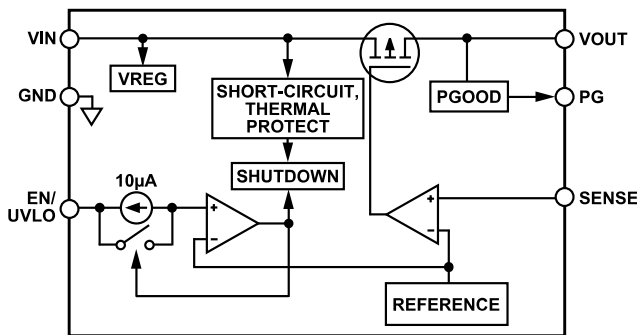 VIN
VOUT
VREG
GND
SHORT-CIRCUIT,
THERMAL
PROTECT
PGOOD
PG
SHUTDOWN
10µA
EN/
UVLO
SENSE
+
−
+
−
REFERENCE